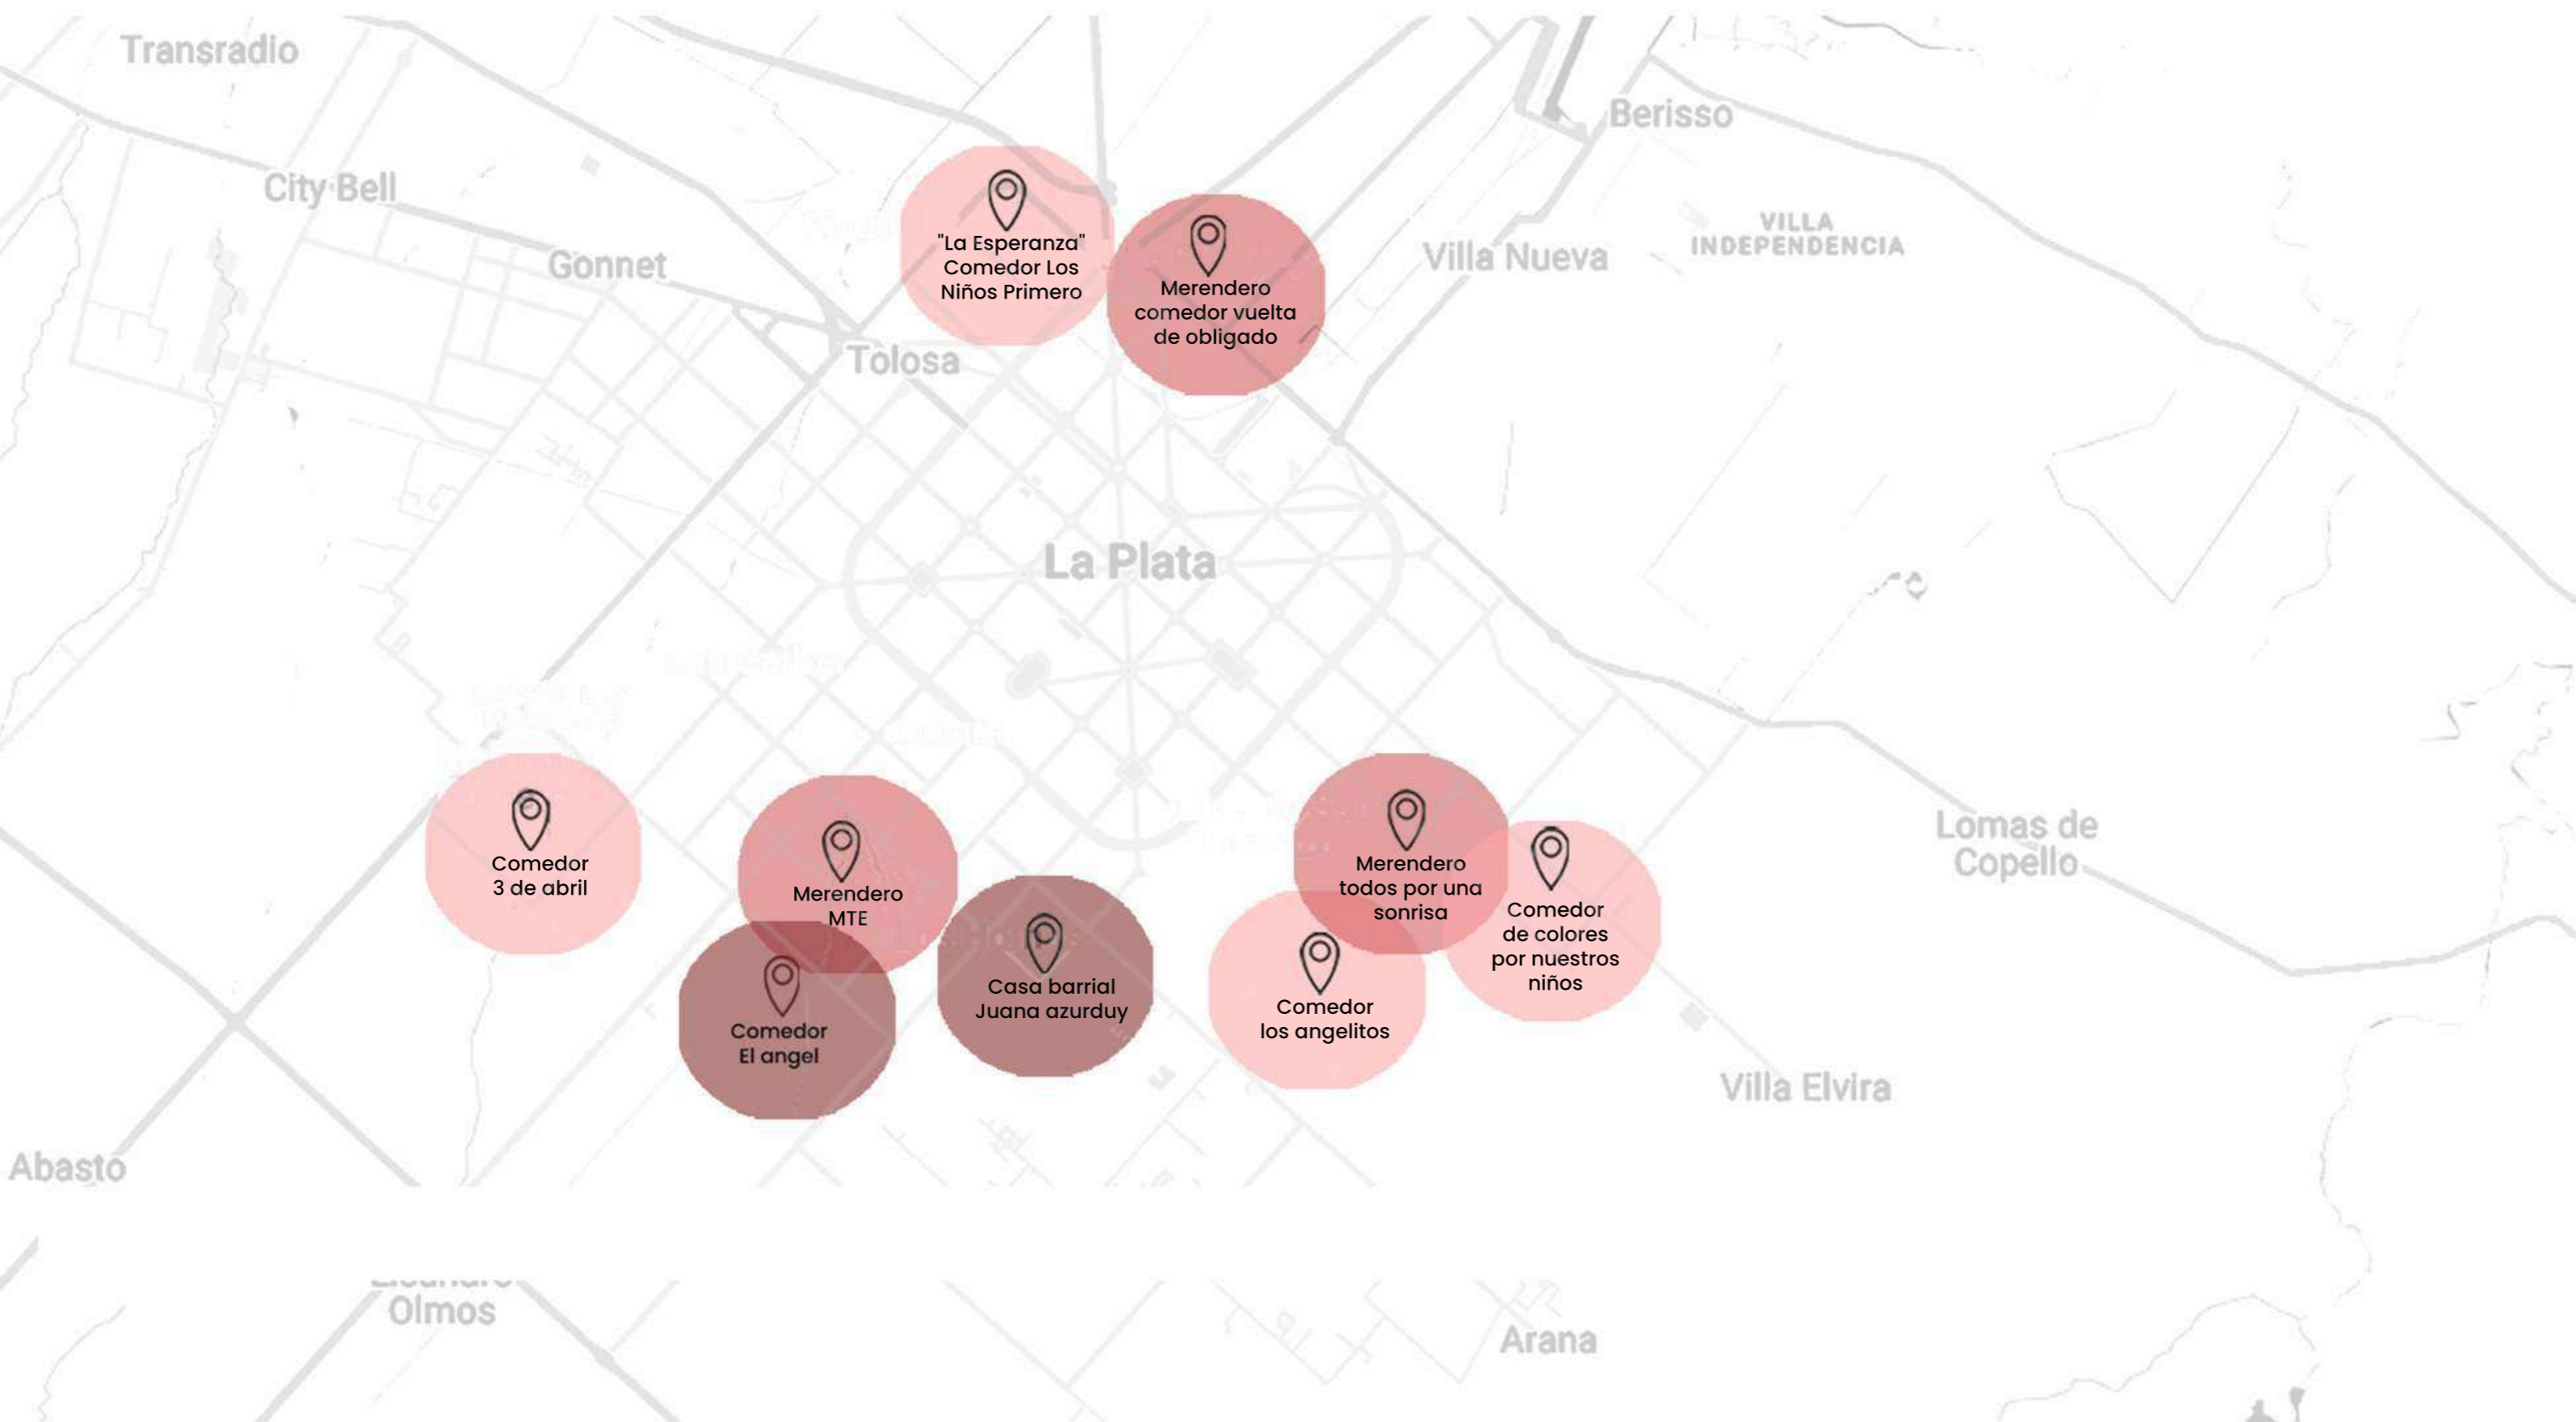 Transradio
City Bell
Gonnet
Tolosa
Berisso
VILLA
INDEPENDENCIA
Villa Nueva
"La Esperanza"
Comedor Los
Niños Primero
Merendero
comedor vuelta
de obligado
La Plata
Comedor
3 de abril
Merendero
MTE
Comedor
El angel
Casa barrial
Juana azurduy
Merendero
todos por una
sonrisa
Comedor
los angelitos
Comedor
de colores
por nuestros
niños
Lomas de
Copello
Villa Elvira
Abasto
Olmos
Arana